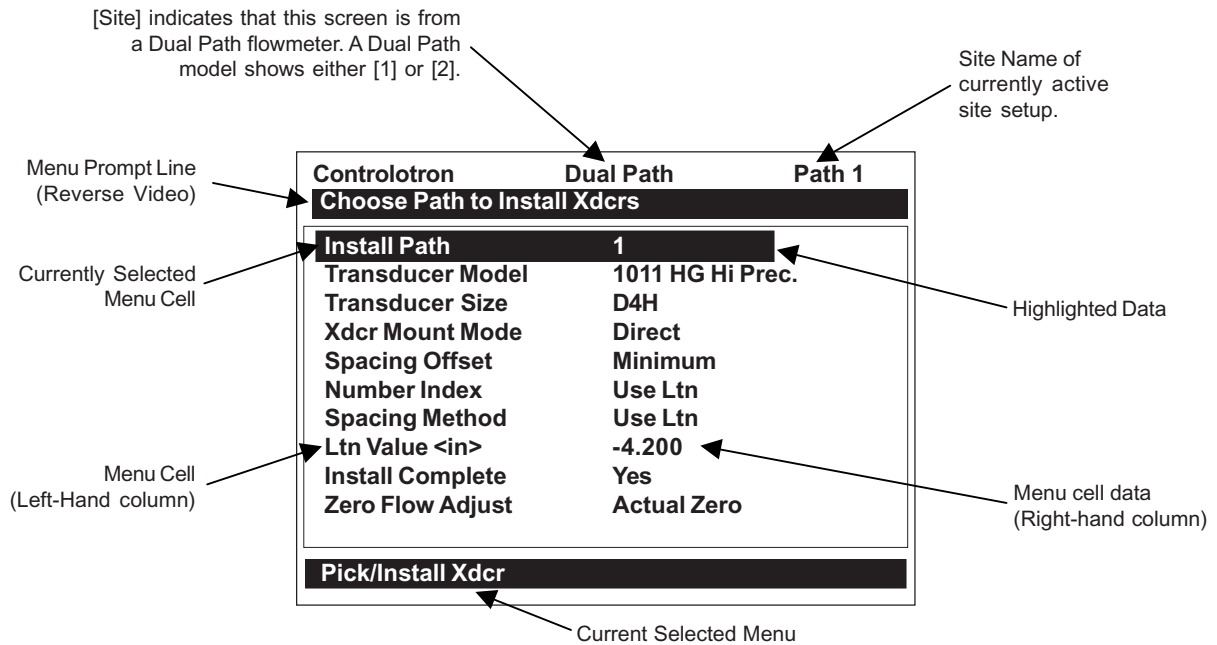 [Site] indicates that this screen is from
a Dual Path flowmeter. A Dual Path
model shows either [1] or [2].
Site Name of
currently active
site setup.
Menu Prompt Line
(Reverse Video)
Controlotron Dual Path Path 1
Choose Path to Install Xdcrs
Install Path 1
Transducer Model 1011 HG Hi Prec.
Transducer Size D4H
Xdcr Mount Mode Direct
Spacing Offset Minimum
Number Index Use Ltn
Spacing Method Use Ltn
Ltn Value <in> -4.200
Install Complete Yes
Zero Flow Adjust Actual Zero
Currently Selected
Menu Cell
Highlighted Data
Menu Cell
(Left-Hand column)
Menu cell data
(Right-hand column)
Pick/Install Xdcr
Current Selected Menu